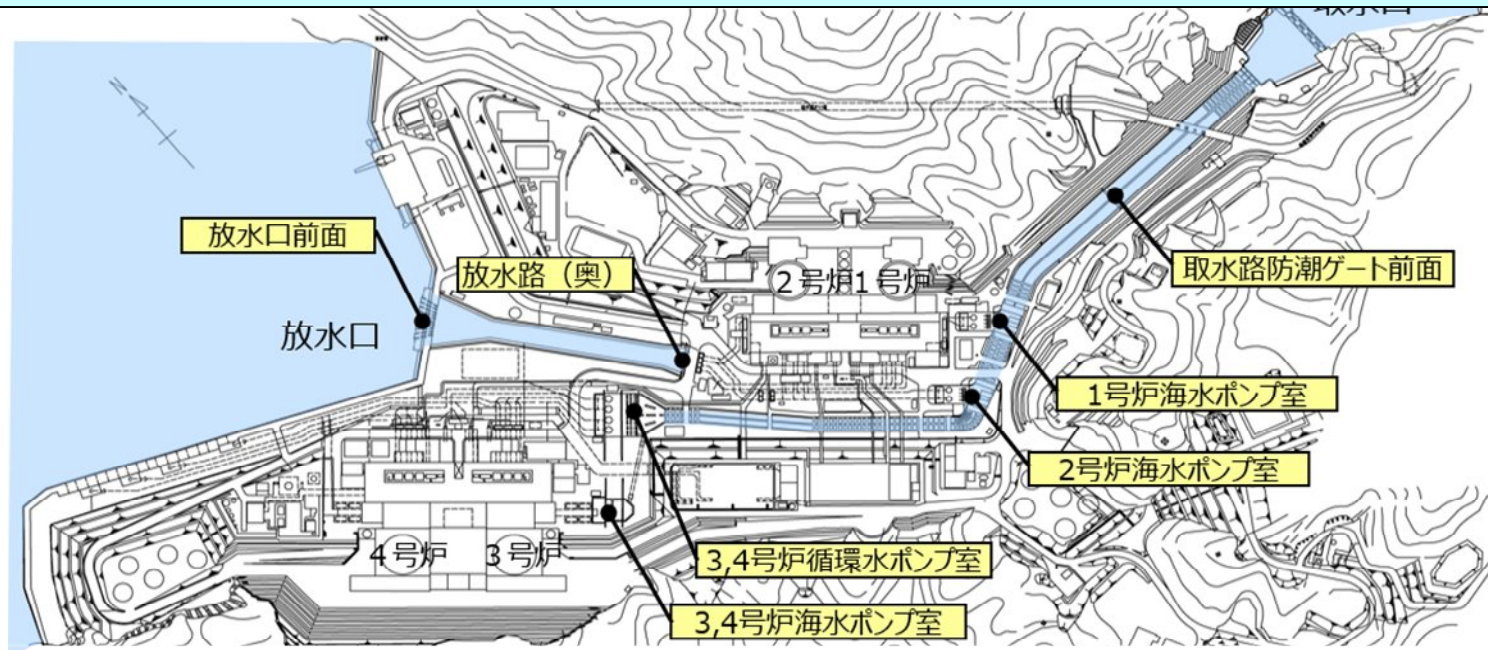 取水口
放水口前面
放水路（奥）
２号炉
1号炉
取水路防潮ゲート前面
放水口
1号炉海水ポンプ室
2号炉海水ポンプ室
４号炉
３号炉
3,4号炉循環水ポンプ室
3,4号炉海水ポンプ室